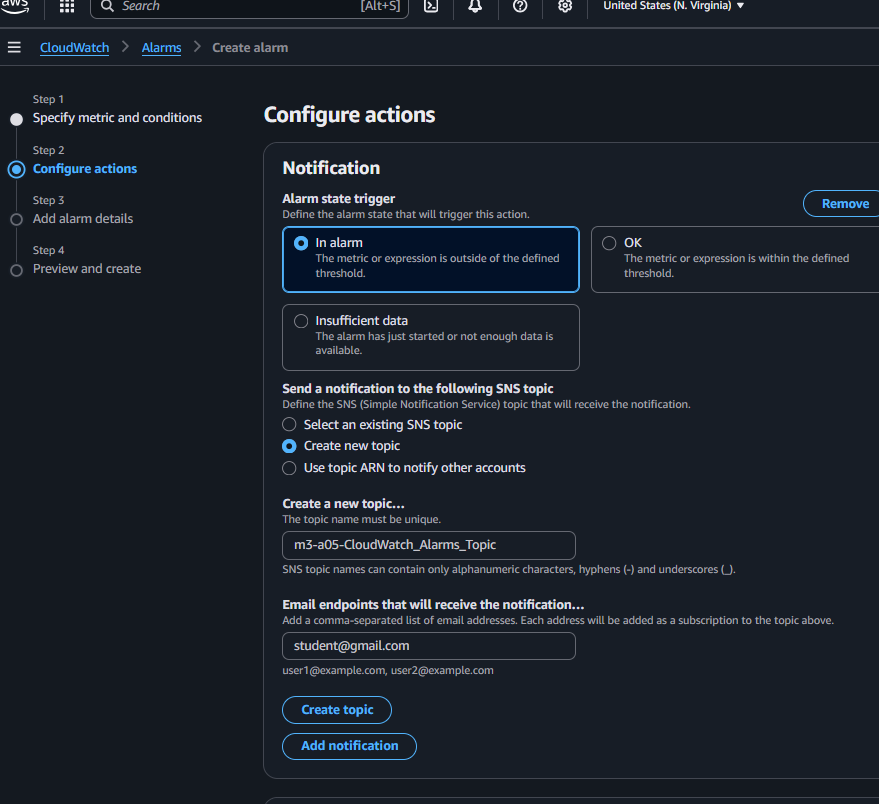 aws
Search [Alt+S]
United States (N. Virginia)
CloudWatch > Alarms > Create alarm
Step 1
Specify metric and conditions
Step 2
Configure actions
Step 3
Add alarm details
Step 4
Preview and create
Configure actions
Notification
Alarm state trigger
Define the alarm state that will trigger this action.
Remove
In alarm
The metric or expression is outside of the defined
threshold.
OK
The metric or expression is within the defined
threshold.
Insufficient data
The alarm has just started or not enough data is
available.
Send a notification to the following SNS topic
Define the SNS (Simple Notification Service) topic that will receive the notification.
Select an existing SNS topic
Create new topic
Use topic ARN to notify other accounts
Create a new topic…
The topic name must be unique.
m3-a05-CloudWatch_Alarms_Topic
SNS topic names can contain only alphanumeric characters, hyphens (-) and underscores (_).
Email endpoints that will receive the notification…
Add a comma-separated list of email addresses. Each address will be added as a subscription to the topic above.
student@gmail.com
user1@example.com, user2@example.com
Create topic
Add notification